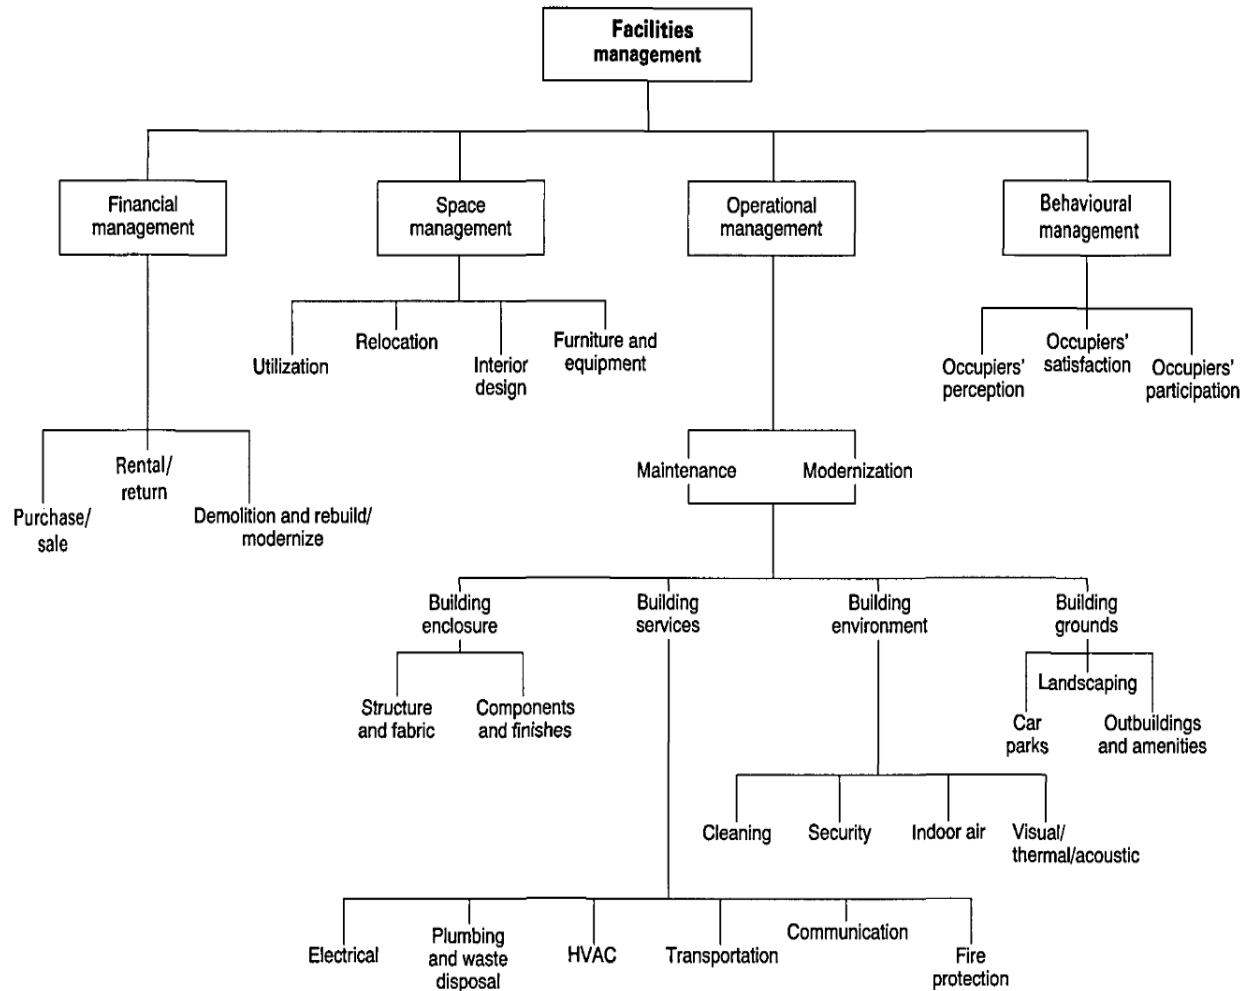 Facilities
management
Financial
management
Space
management
Operational
management
Behavioural
management
Utilization
Relocation
Interior
design
Furniture and
equipment
Occupiers'
perception
Occupiers'
satisfaction
Occupiers'
participation
Purchase/
sale
Rental/
return
Demolition and rebuild/
modernize
Maintenance
Modernization
Building
enclosure
Building
services
Building
environment
Building
grounds
Structure
and fabric
Components
and finishes
Car
parks
Landscaping
Outbuildings
and amenities
Cleaning
Security
Indoor air
Visual/
thermal/acoustic
Electrical
Plumbing
and waste
disposal
HVAC
Transportation
Communication
Fire
protection